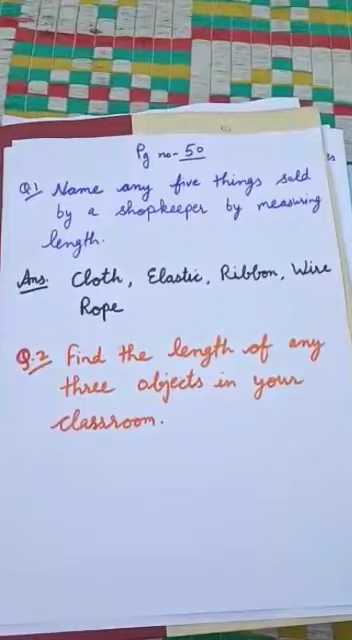 Pg no- 50
Q1 Name any five things sold
by a shopkeeper by measuring
length.
Ans. Cloth, Elastic, Ribbon, Wire
Rope
Q.2 Find the length of any
three objects in your
classroom.